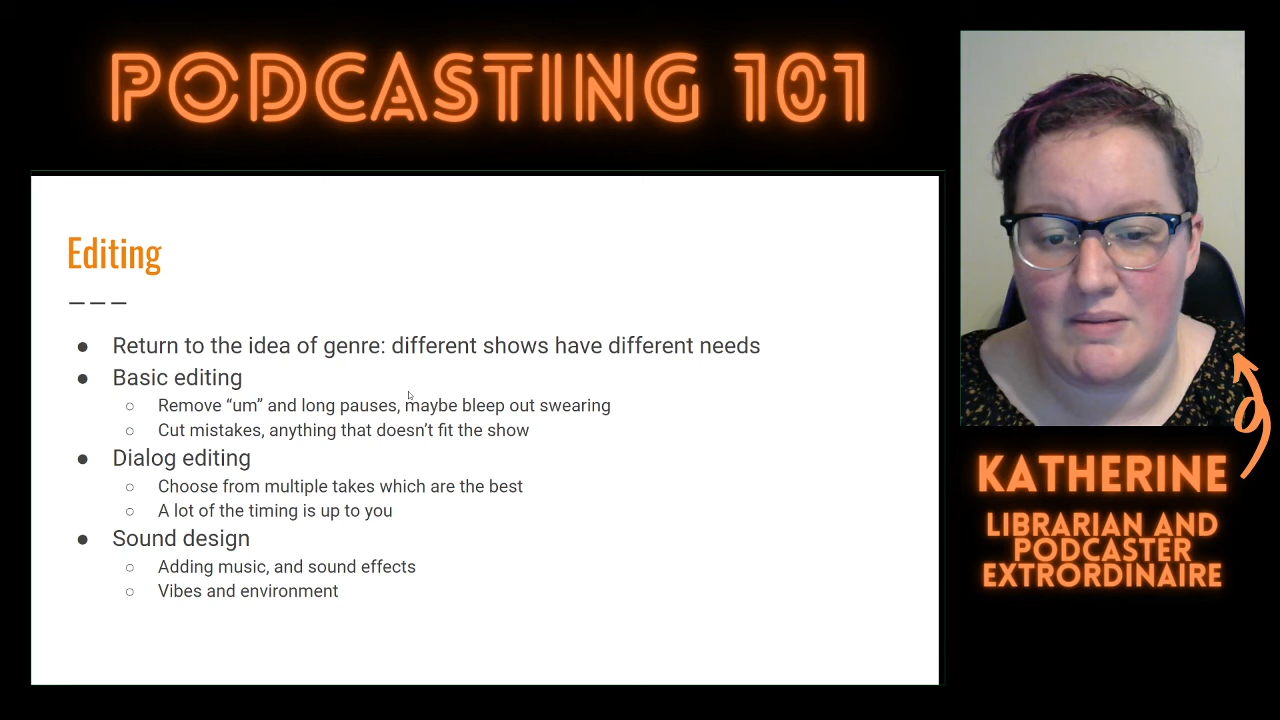 PODCASTING 101
Editing
● Return to the idea of genre: different shows have different needs
● Basic editing
○ Remove “um” and long pauses, maybe bleep out swearing
○ Cut mistakes, anything that doesn’t fit the show
● Dialog editing
○ Choose from multiple takes which are the best
○ A lot of the timing is up to you
● Sound design
○ Adding music, and sound effects
○ Vibes and environment
KATHERINE
LIBRARIAN AND
PODCASTER
EXTRORDINAIRE